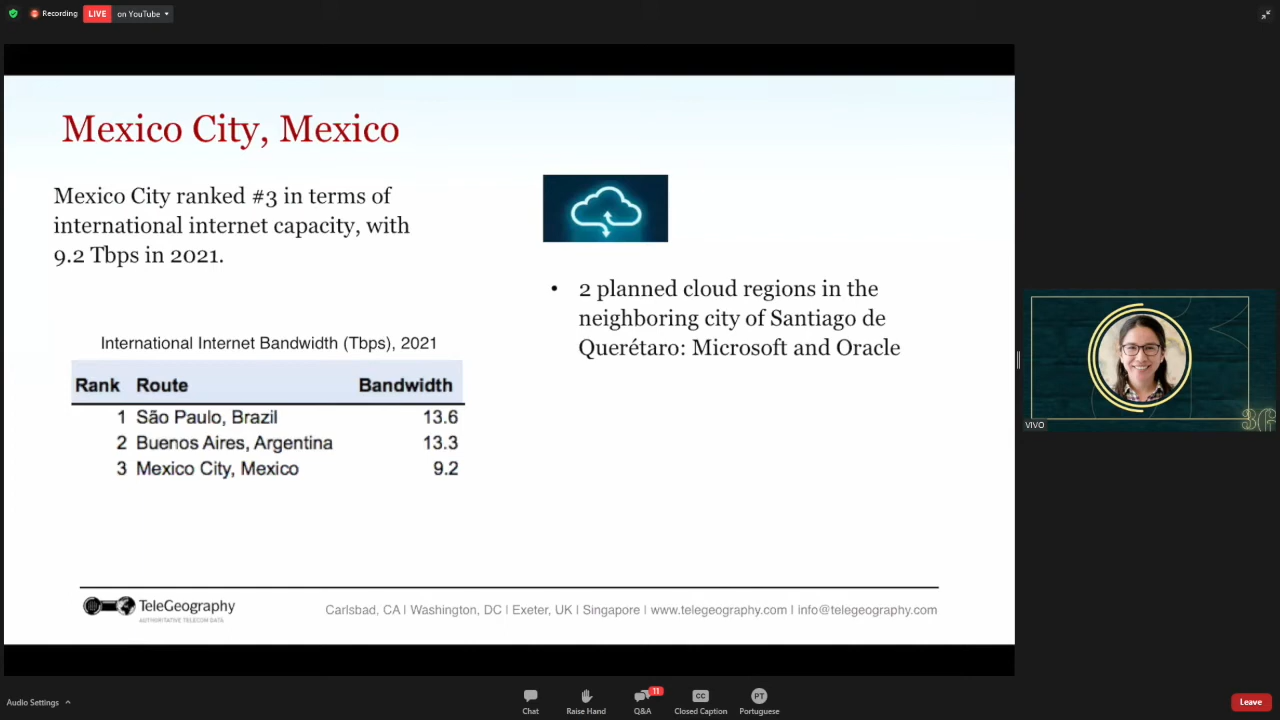 Recording
LIVE
on YouTube
Mexico City, Mexico
Mexico City ranked #3 in terms of
international internet capacity, with
9.2 Tbps in 2021.
• 2 planned cloud regions in the
neighboring city of Santiago de
Querétaro: Microsoft and Oracle
International Internet Bandwidth (Tbps), 2021
Rank Route Bandwidth
1 São Paulo, Brazil 13.6
2 Buenos Aires, Argentina 13.3
3 Mexico City, Mexico 9.2
TeleGeography
AUTHORITATIVE TELECOM DATA
Carlsbad, CA | Washington, DC | Exeter, UK | Singapore | www.telegeography.com | info@telegeography.com
VIVO
Audio Settings
Chat
Raise Hand
11
Q&A
CC
Closed Caption
PT
Portuguese
Leave